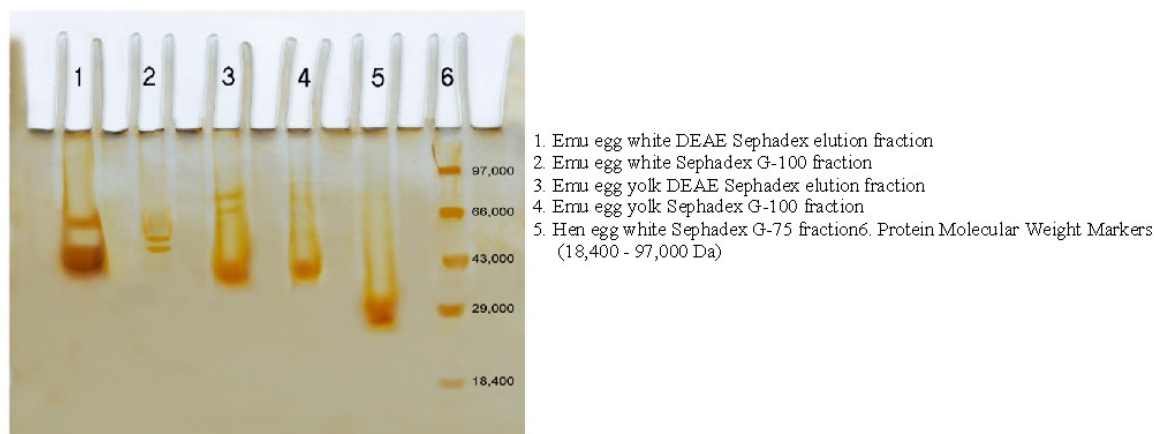 1 2 3 4 5 6
97,000
66,000
43,000
29,000
18,400
1. Emu egg white DEAE Sephadex elution fraction
2. Emu egg white Sephadex G-100 fraction
3. Emu egg yolk DEAE Sephadex elution fraction
4. Emu egg yolk Sephadex G-100 fraction
5. Hen egg white Sephadex G-75 fraction6. Protein Molecular Weight Markers
(18,400 - 97,000 Da)